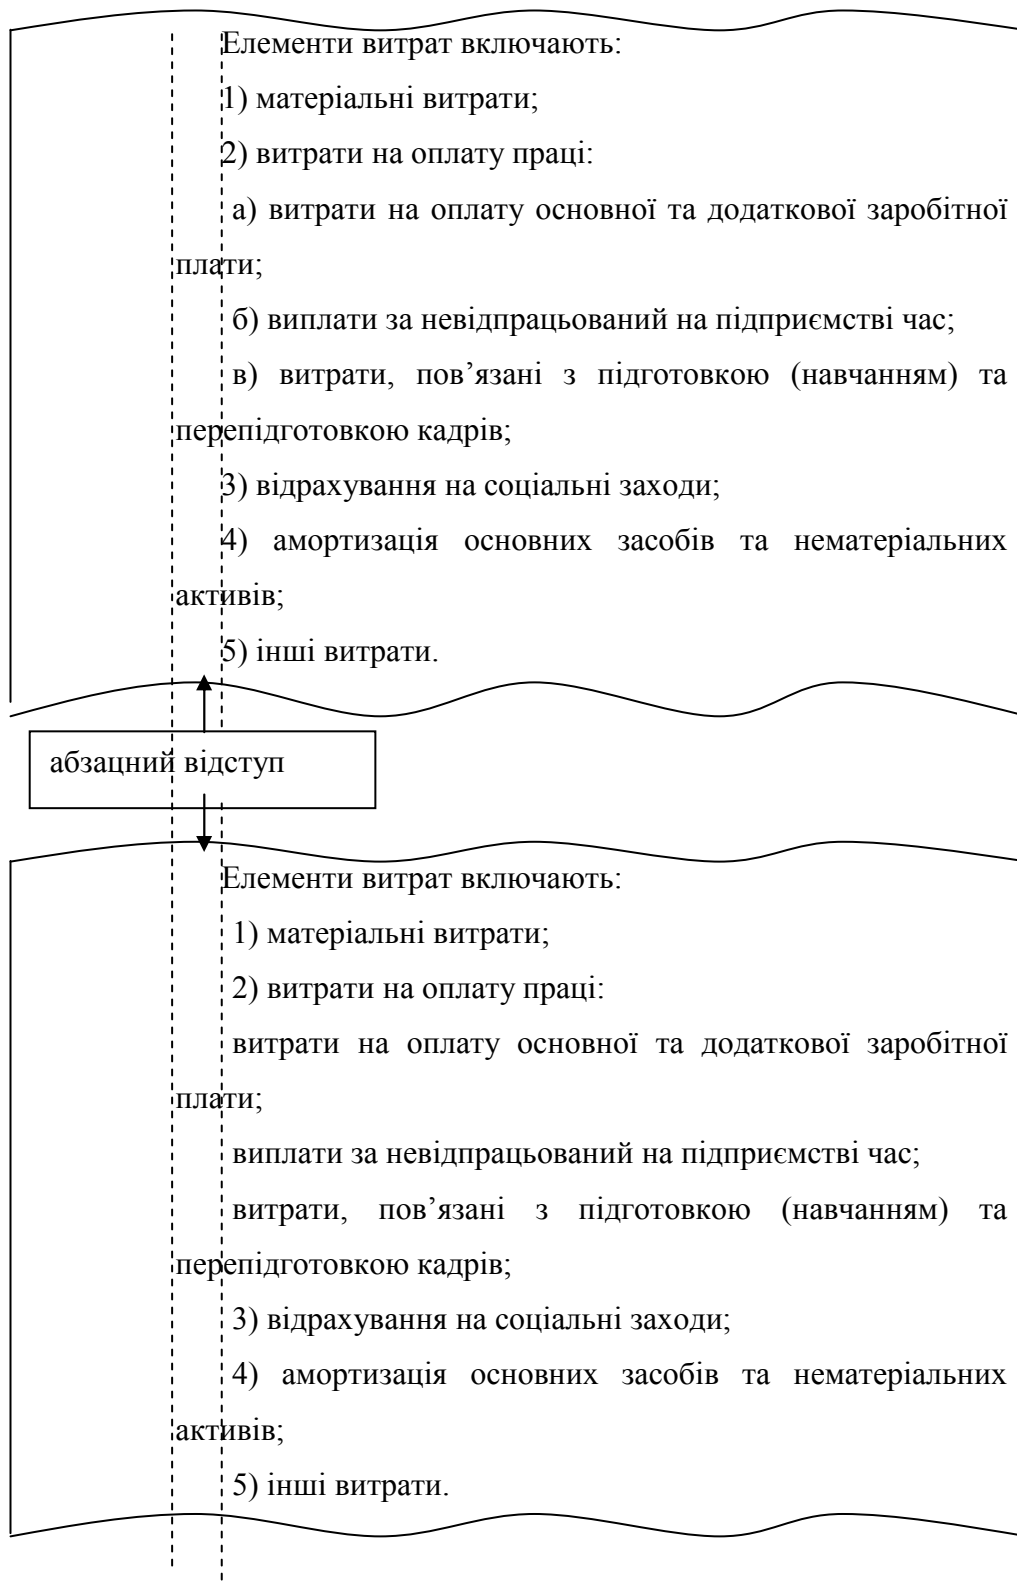 Елементи витрат включають:
1) матеріальні витрати;
2) витрати на оплату праці:
а) витрати на оплату основної та додаткової заробітної
плати;
б) виплати за невідпрацьований на підприємстві час;
в) витрати, пов’язані з підготовкою (навчанням) та
перепідготовкою кадрів;
3) відрахування на соціальні заходи;
4) амортизація основних засобів та нематеріальних
активів;
5) інші витрати.
абзацний відступ
Елементи витрат включають:
1) матеріальні витрати;
2) витрати на оплату праці:
витрати на оплату основної та додаткової заробітної
плати;
виплати за невідпрацьований на підприємстві час;
витрати, пов’язані з підготовкою (навчанням) та
перепідготовкою кадрів;
3) відрахування на соціальні заходи;
4) амортизація основних засобів та нематеріальних
активів;
5) інші витрати.